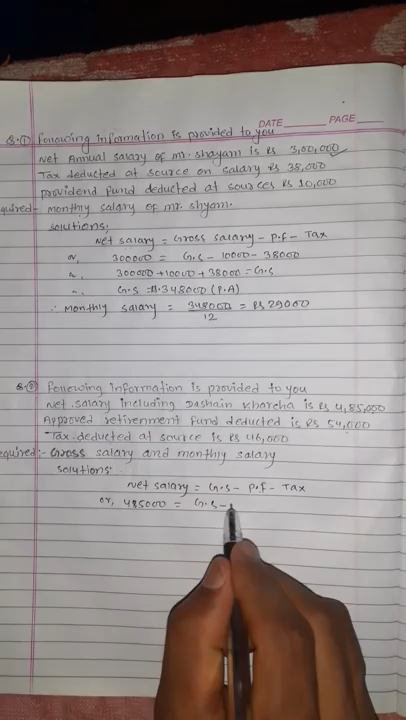 DATE PAGE
Q.① Following information is provided to you
Net Annual salary of mr. shayam is Rs. 3,00,000
Tax deducted at source on salary Rs 38,000
providend fund deducted at sources Rs 10,000
quired- monthly salary of mr. shyam.
solutions,
Net salary = Gross salary - P.F - Tax
or, 300000 = G.S - 10000 - 38000
or, 300000 + 10000 + 38000 = G.S
∴ G.S = 348000 (P.A)
∴ Monthly salary = 348000/12 = Rs 29000
Q.② Following information is provided to you
Net salary including Dashain kharcha is Rs 4,85,000
Approved retirenment fund deducted is Rs 54,000
Tax deducted at source is Rs 46,000
equired:- Gross salary and monthly salary
solutions:
Net salary = G.S - P.F - Tax
or, 485000 = G.S -